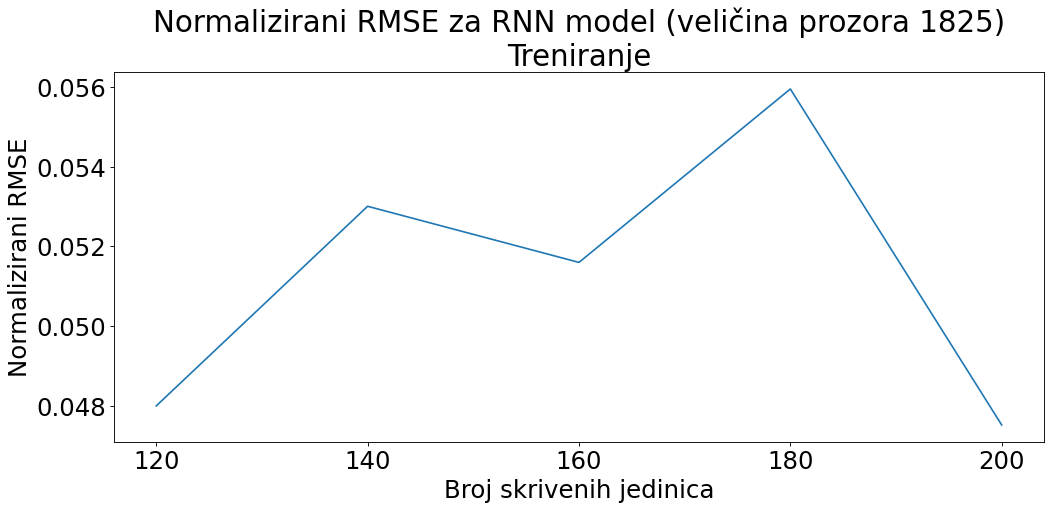 Normalizirani RMSE za RNN model (veličina prozora 1825)
Treniranje
Normalizirani RMSE
0.056
0.054
0.052
0.050
0.048
120 140 160 180 200
Broj skrivenih jedinica